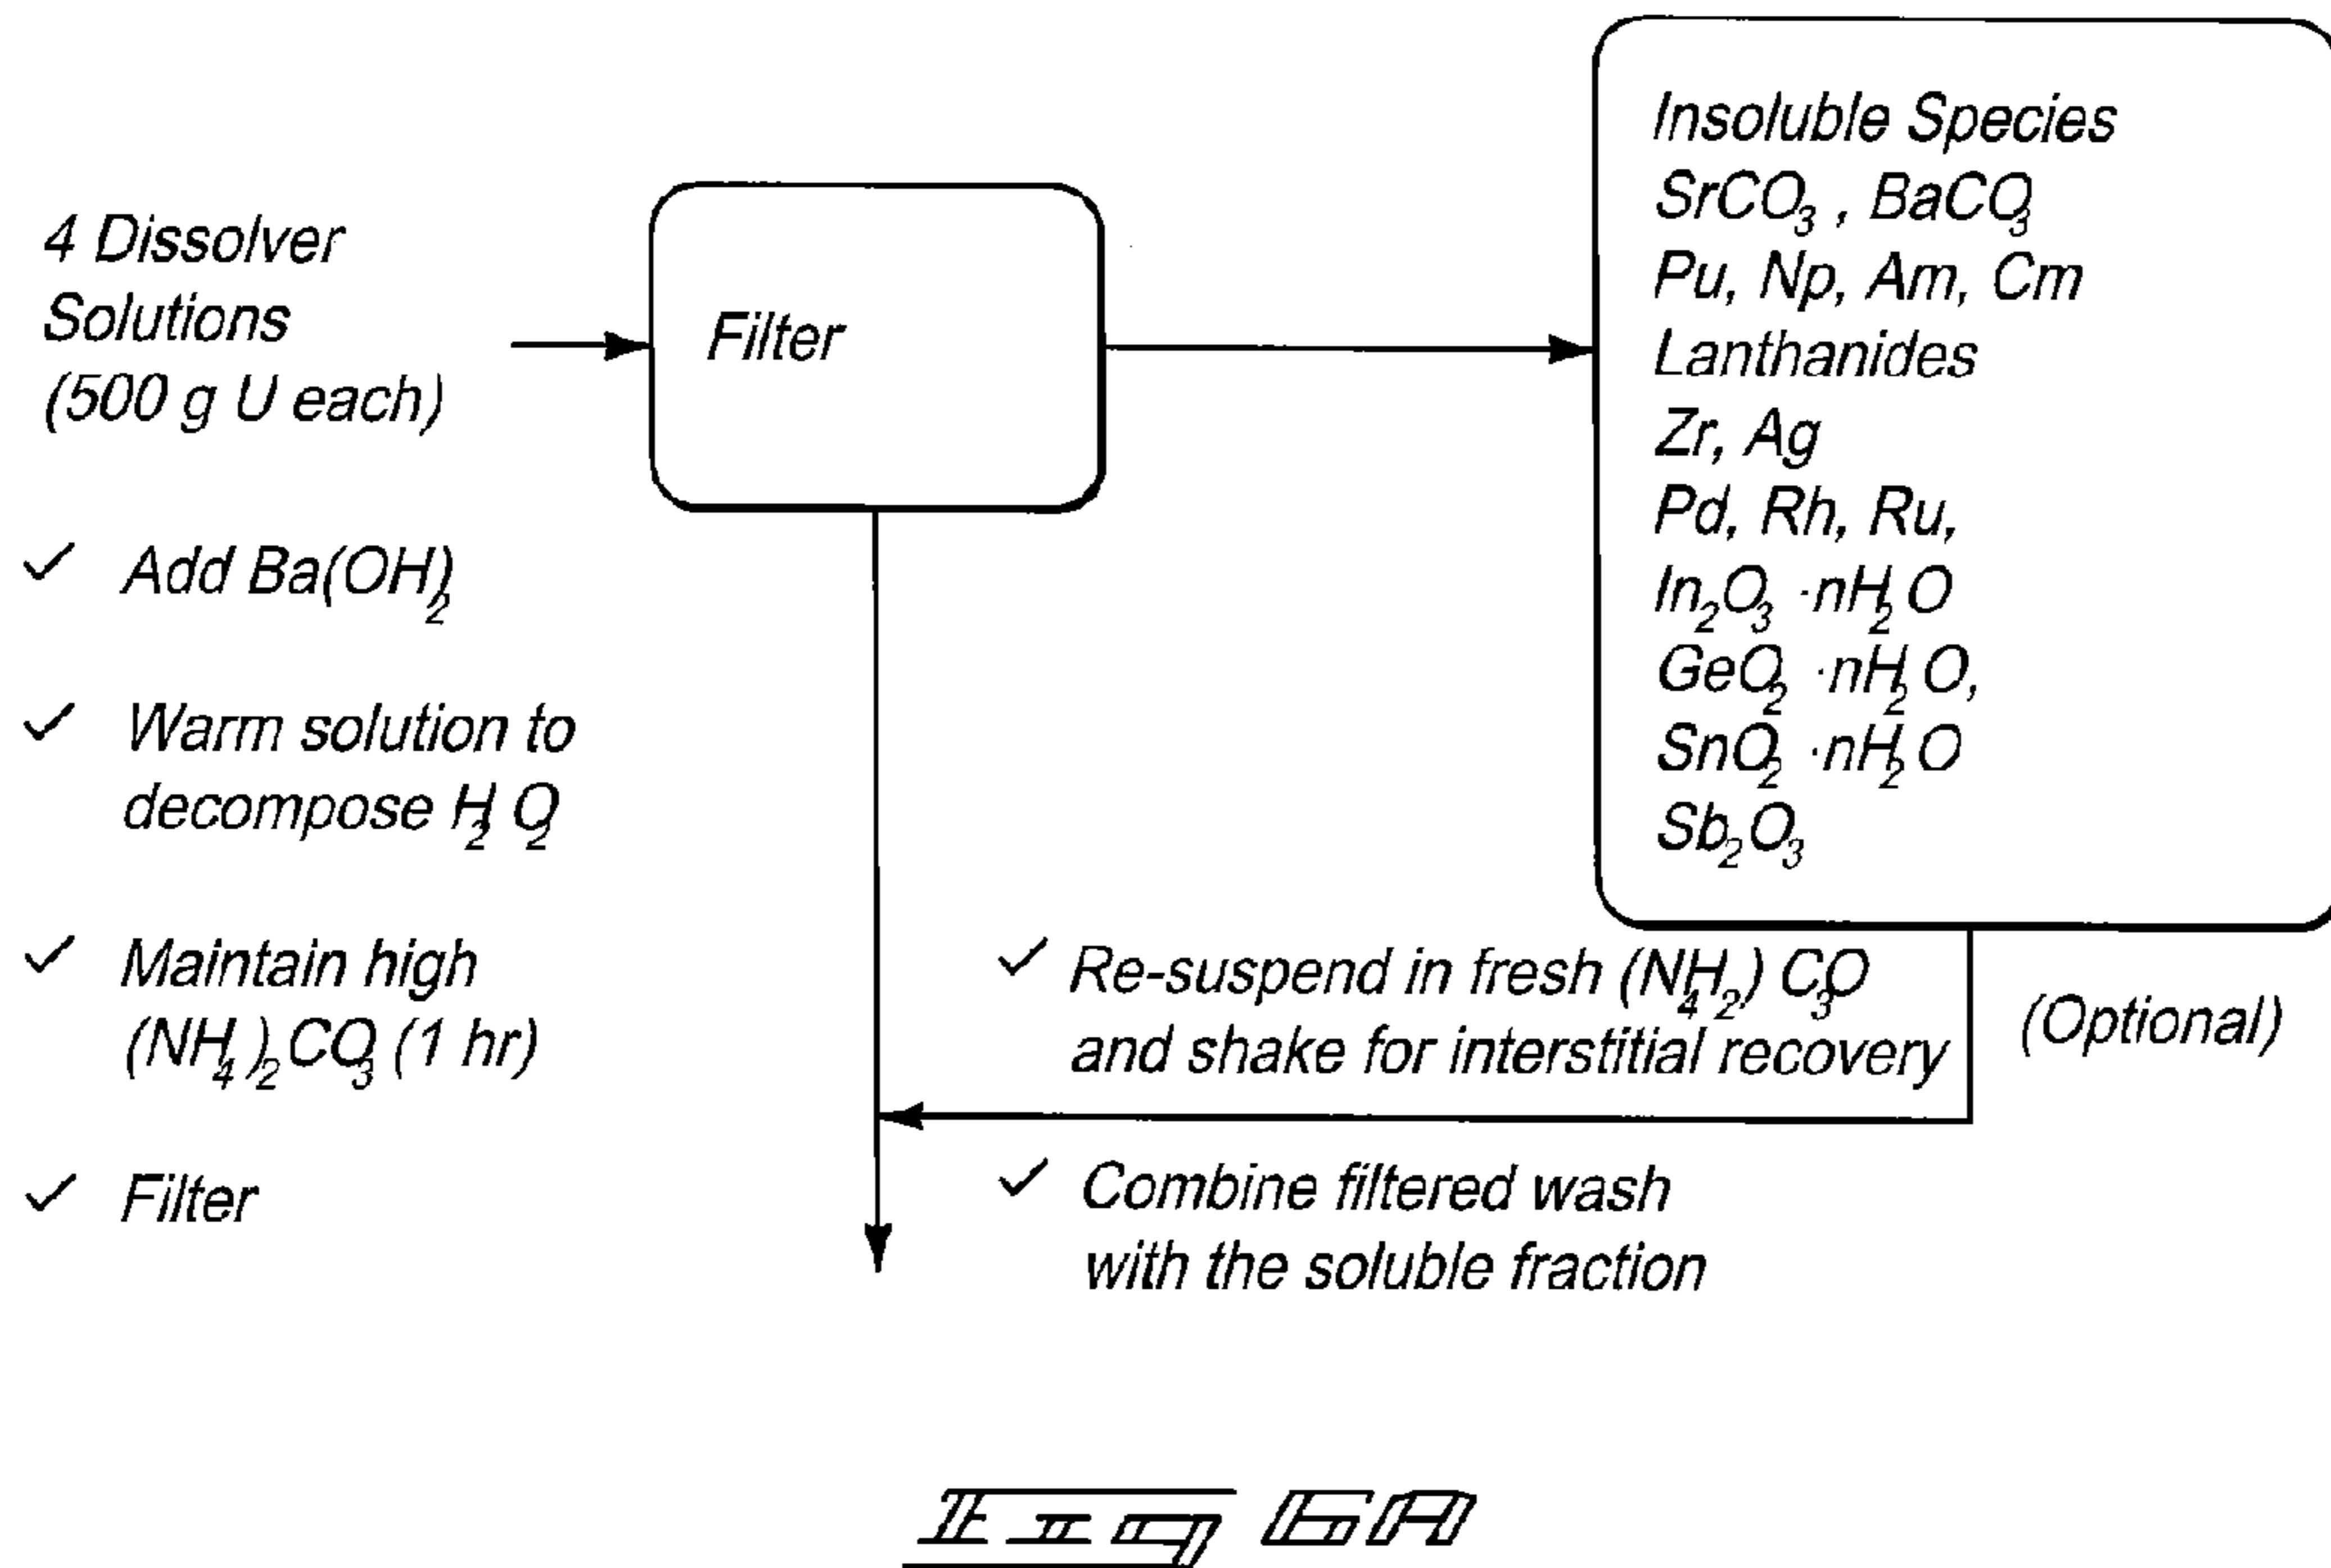 4 Dissolver
Solutions
(500 g U each)
✓ Add Ba(OH)₂
✓ Warm solution to
decompose H₂O₂
✓ Maintain high
(NH₄)₂CO₃ (1 hr)
✓ Filter
Filter
Insoluble Species
SrCO₃, BaCO₃
Pu, Np, Am, Cm
Lanthanides
Zr, Ag
Pd, Rh, Ru,
In₂O₃ ·nH₂O
GeO₂ ·nH₂O,
SnO₂ ·nH₂O
Sb₂O₃
✓ Re-suspend in fresh (NH₄)₂CO₃
and shake for interstitial recovery
(Optional)
✓ Combine filtered wash
with the soluble fraction
Fig 6A